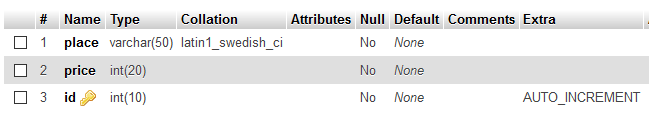 # Name Type Collation Attributes Null Default Comments Extra
1 place varchar(50) latin1_swedish_ci No None
2 price int(20) No None
3 id int(10) No None AUTO_INCREMENT